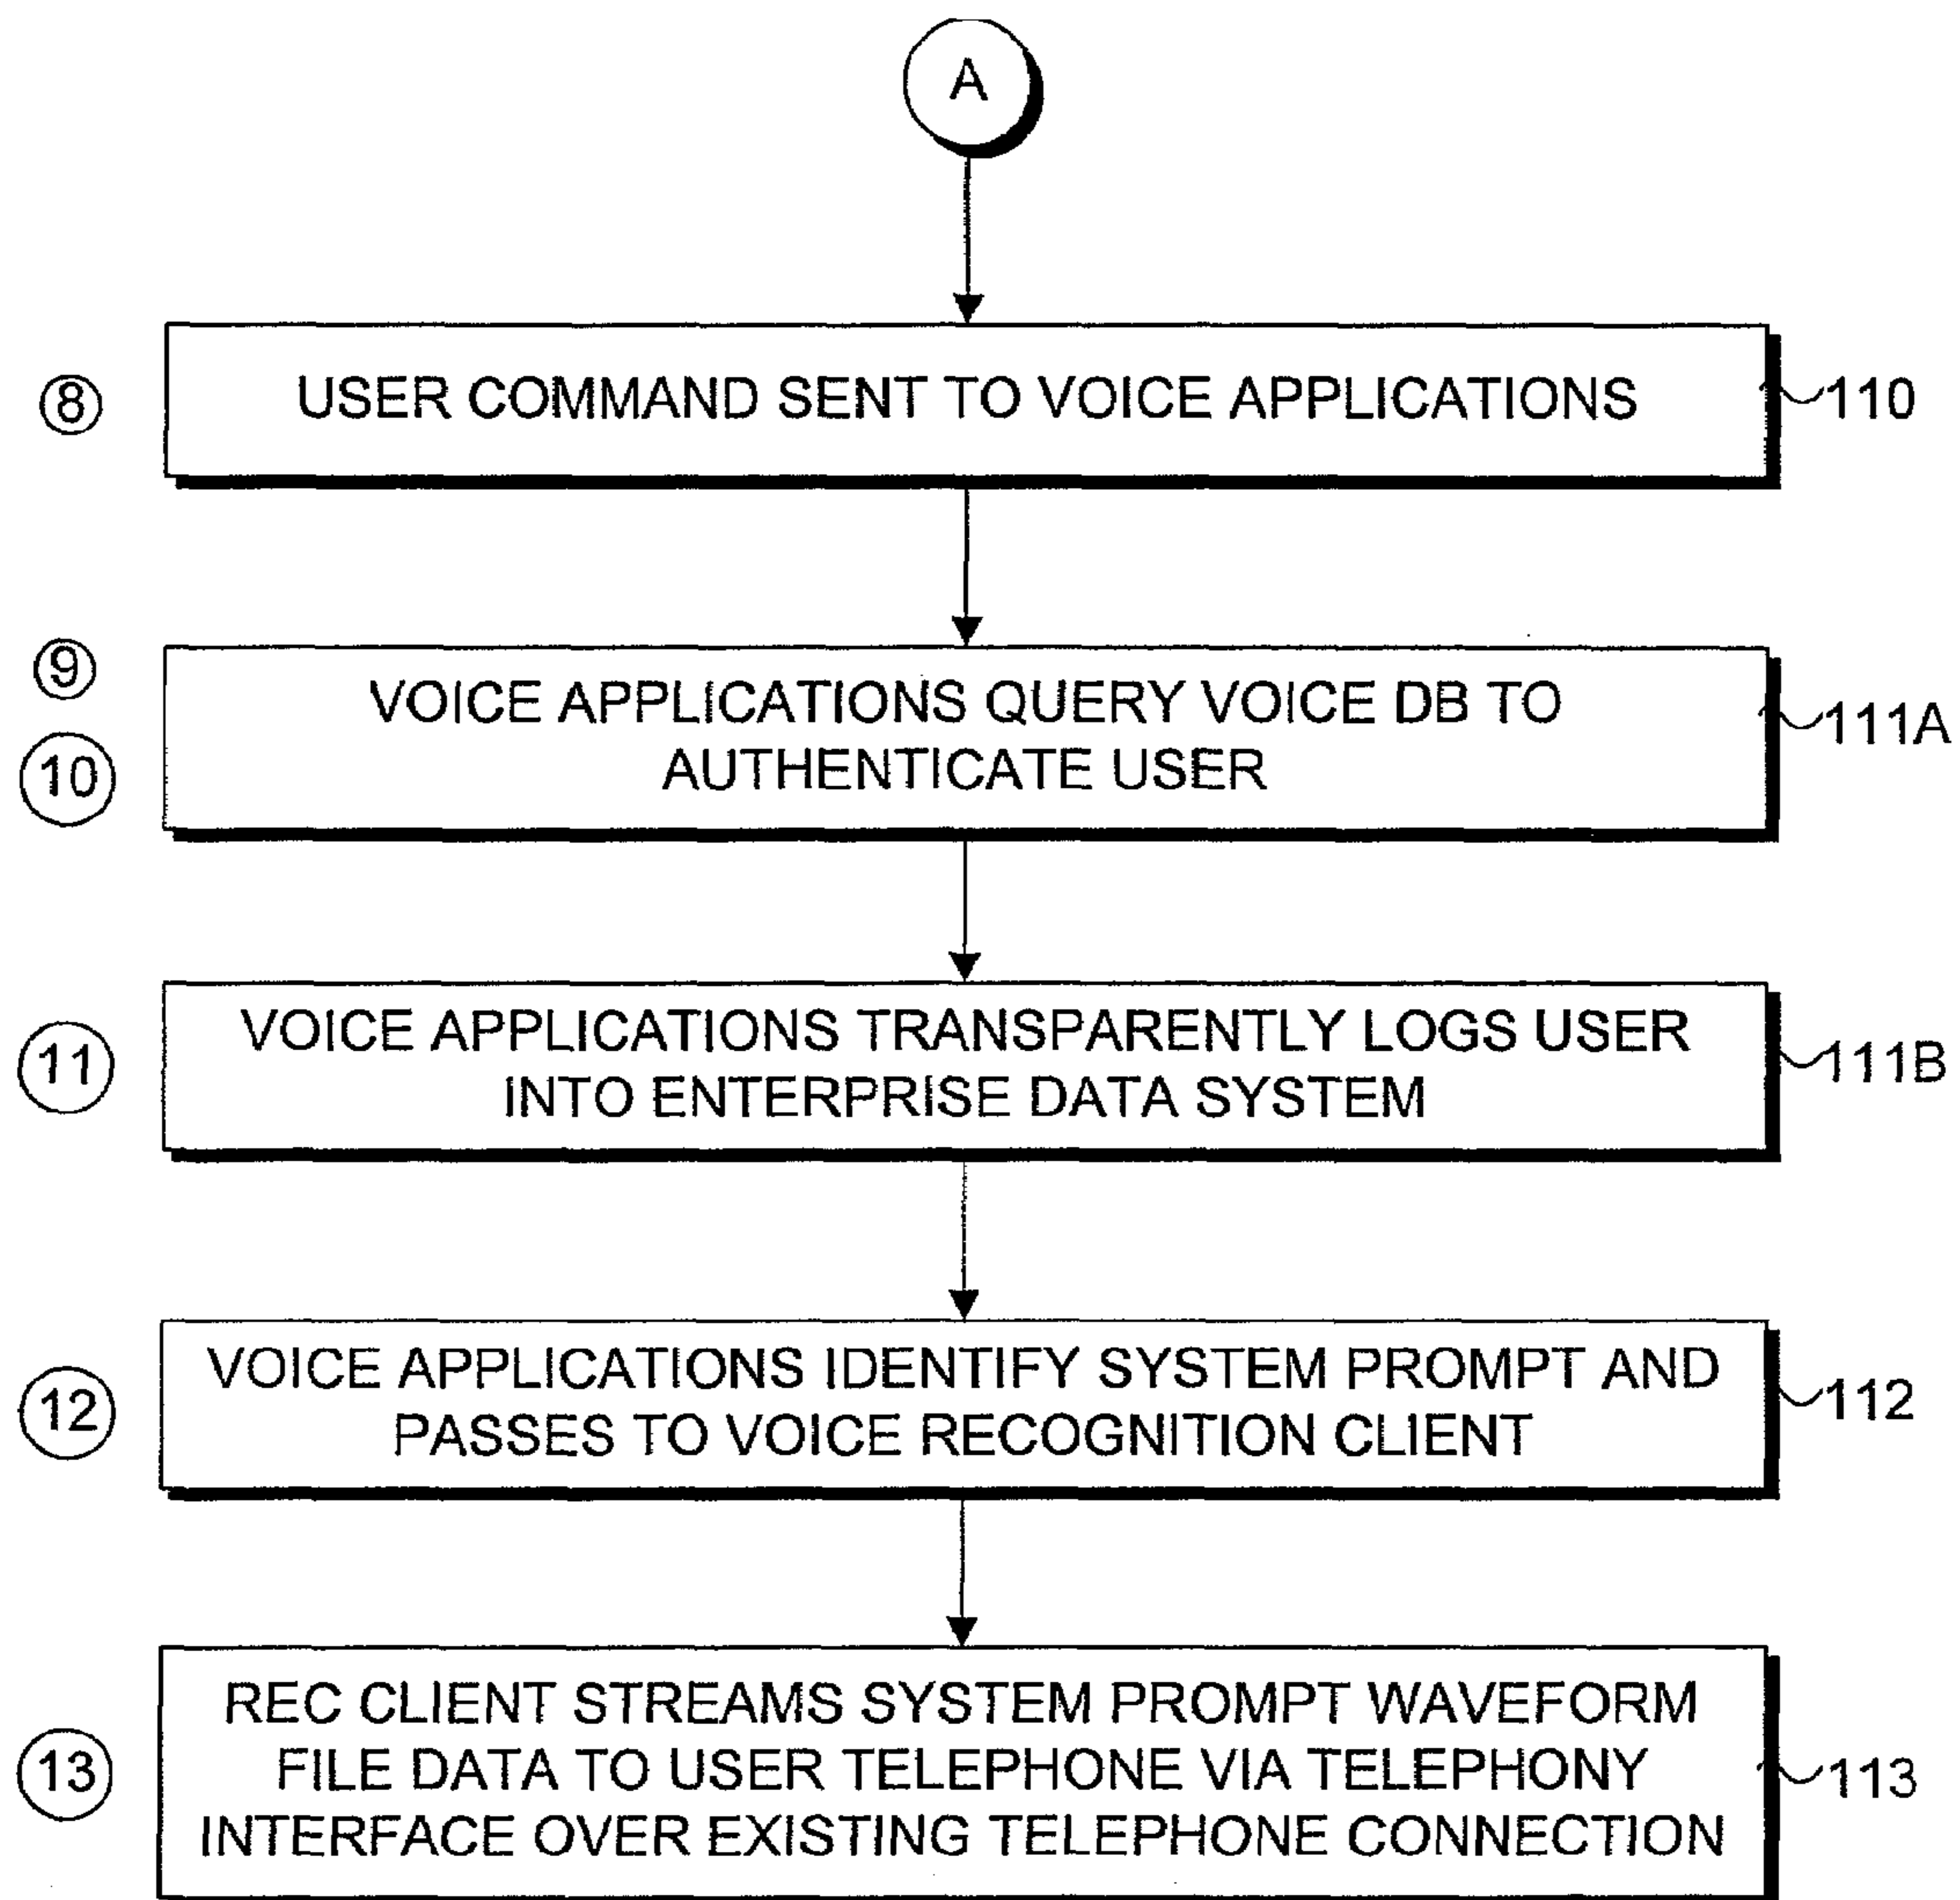 A
8
USER COMMAND SENT TO VOICE APPLICATIONS
110
9
10
VOICE APPLICATIONS QUERY VOICE DB TO
AUTHENTICATE USER
111A
11
VOICE APPLICATIONS TRANSPARENTLY LOGS USER
INTO ENTERPRISE DATA SYSTEM
111B
12
VOICE APPLICATIONS IDENTIFY SYSTEM PROMPT AND
PASSES TO VOICE RECOGNITION CLIENT
112
13
REC CLIENT STREAMS SYSTEM PROMPT WAVEFORM
FILE DATA TO USER TELEPHONE VIA TELEPHONY
INTERFACE OVER EXISTING TELEPHONE CONNECTION
113